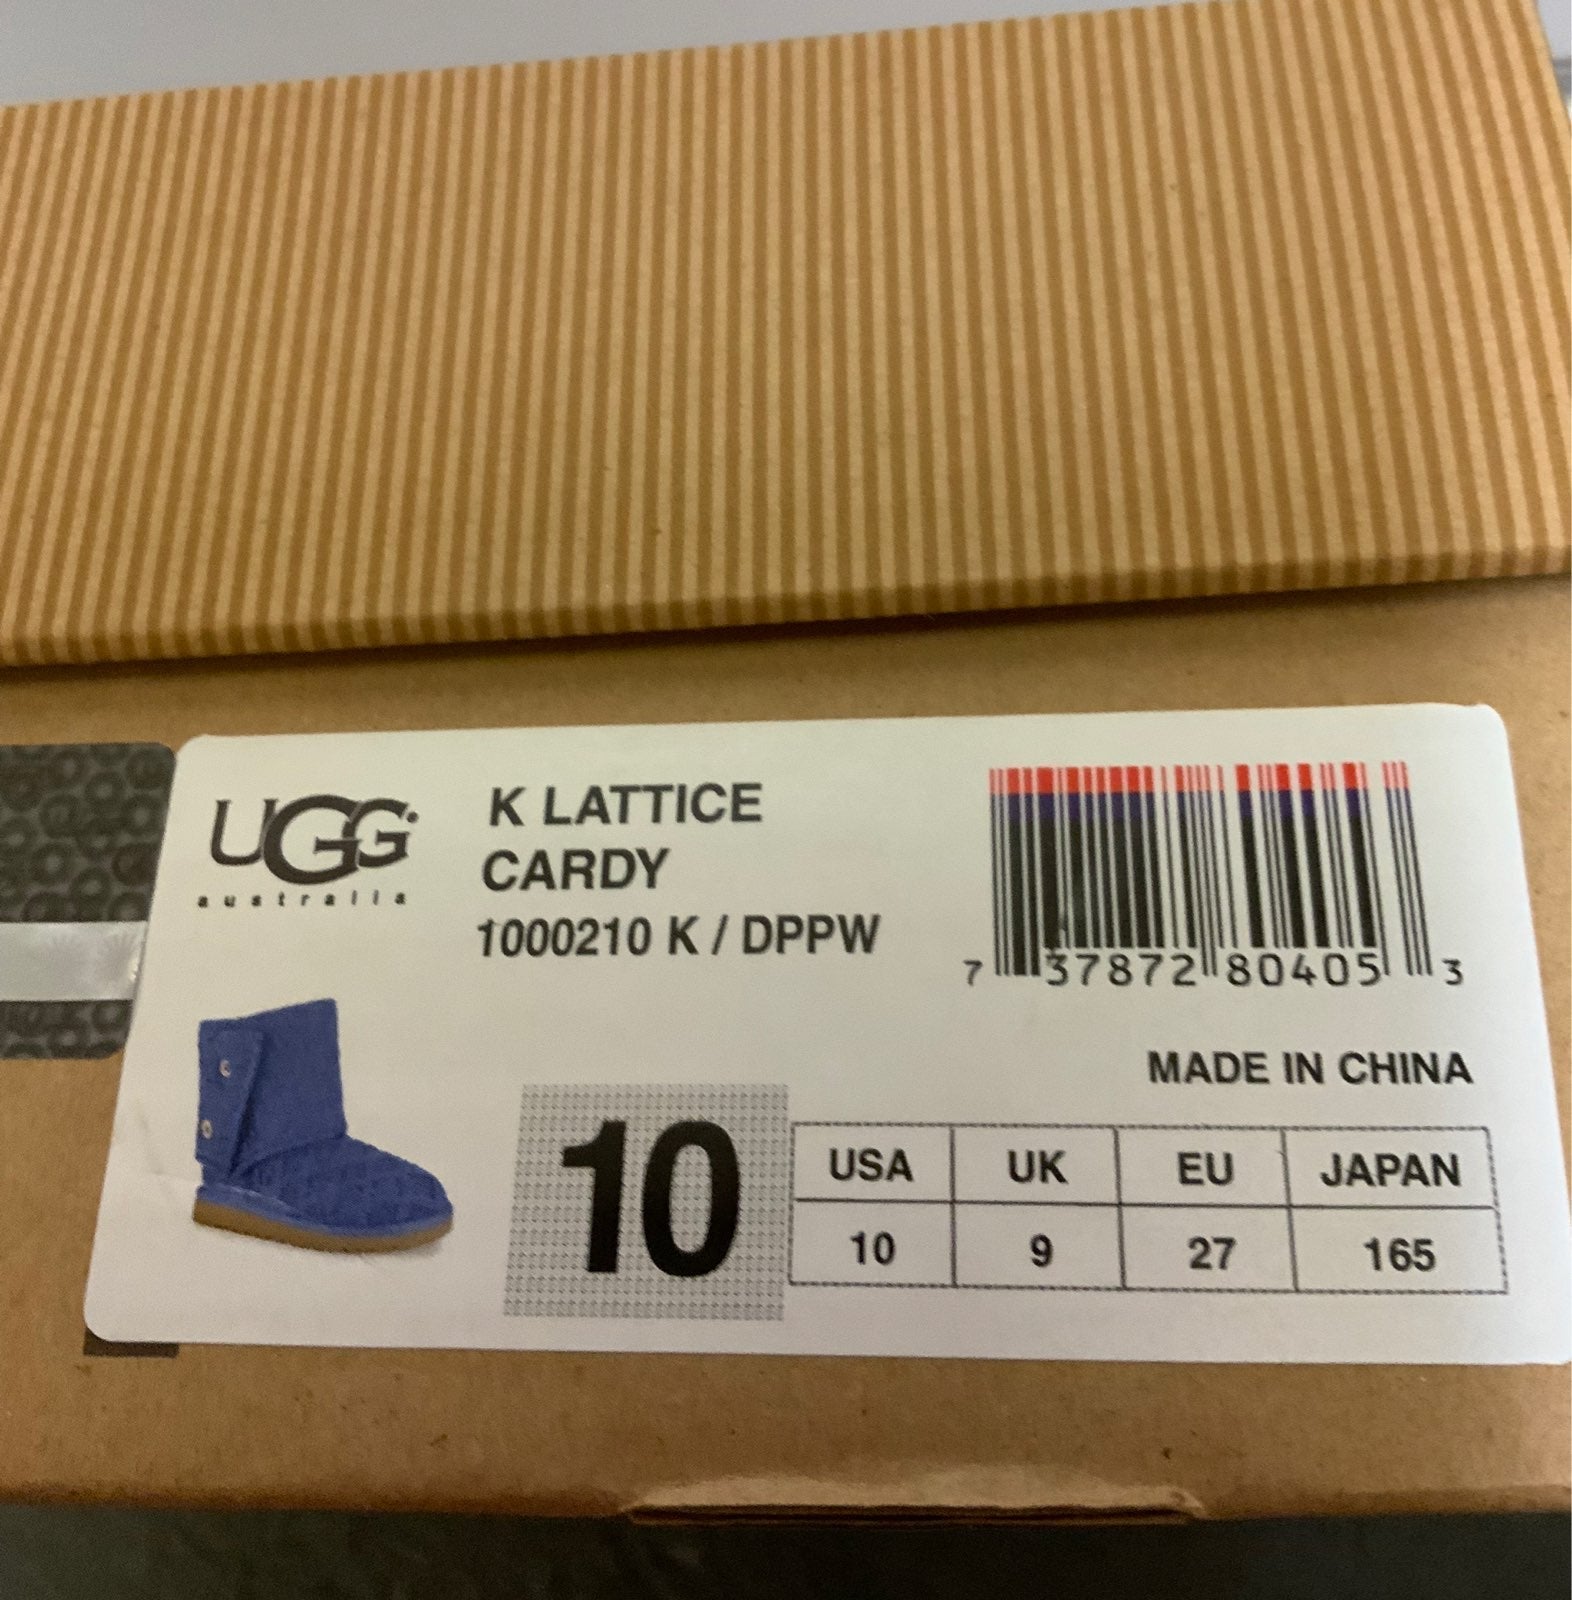 UGG
australia
K LATTICE
CARDY
1000210 K / DPPW
7 37872 80405 3
MADE IN CHINA
10
USA UK EU JAPAN
10 9 27 165